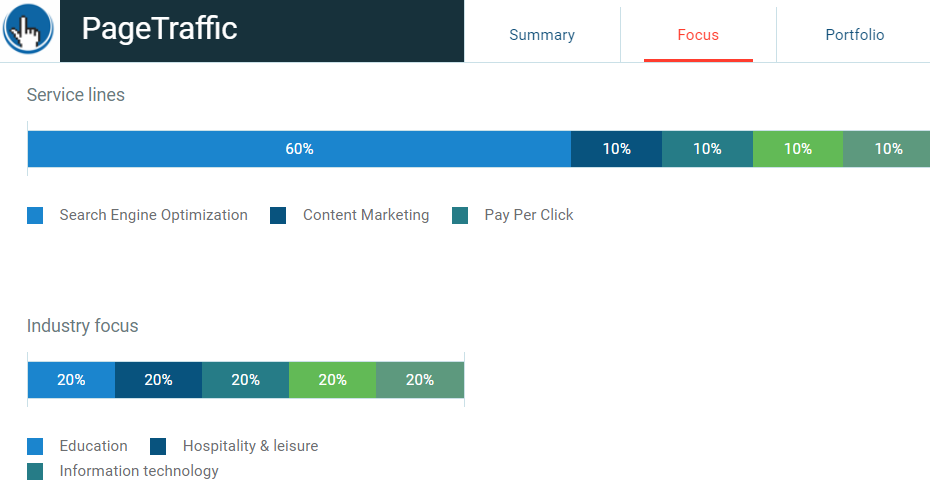 PageTraffic
Summary Focus Portfolio
Service lines
60% 10% 10% 10% 10%
Search Engine Optimization Content Marketing Pay Per Click
Industry focus
20% 20% 20% 20% 20%
Education Hospitality & leisure
Information technology